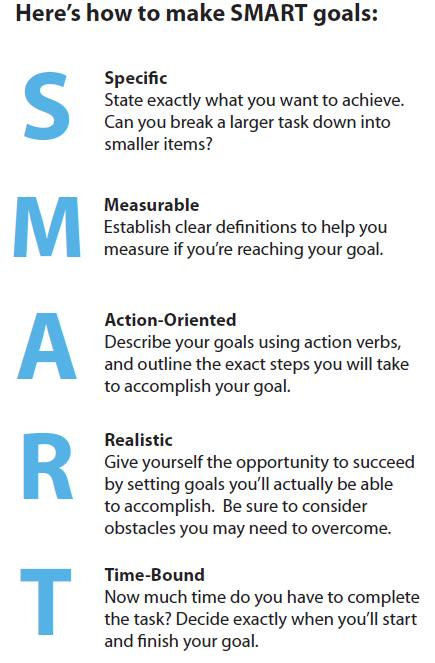 Here's how to make SMART goals:
S
Specific
State exactly what you want to achieve.
Can you break a larger task down into
smaller items?
M
Measurable
Establish clear definitions to help you
measure if you're reaching your goal.
A
Action-Oriented
Describe your goals using action verbs,
and outline the exact steps you will take
to accomplish your goal.
R
Realistic
Give yourself the opportunity to succeed
by setting goals you'll actually be able
to accomplish.  Be sure to consider
obstacles you may need to overcome.
T
Time-Bound
Now much time do you have to complete
the task? Decide exactly when you'll start
and finish your goal.